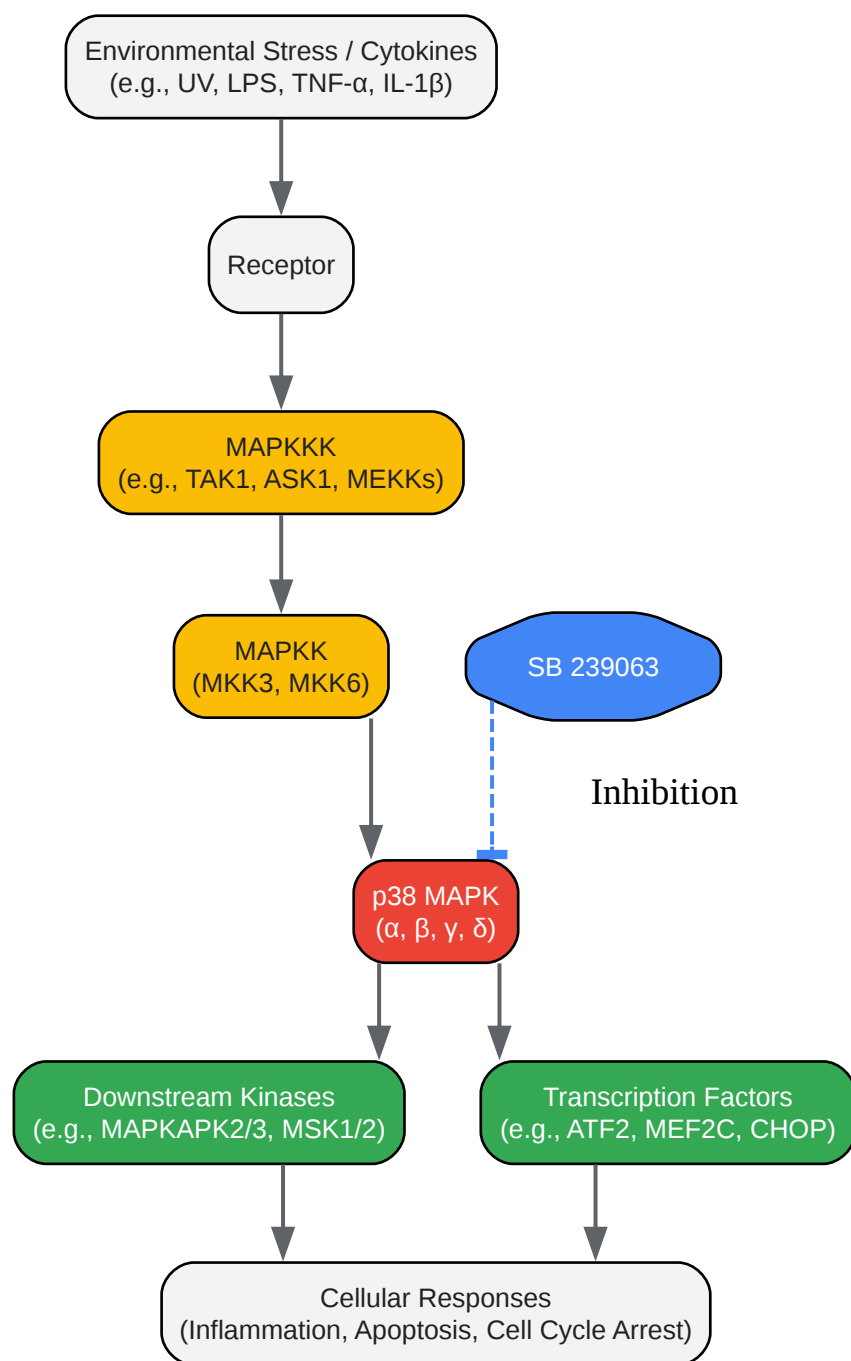 Environmental Stress / Cytokines
(e.g., UV, LPS, TNF-α, IL-1β)
Receptor
MAPKKK
(e.g., TAK1, ASK1, MEKKs)
MAPKK
(MKK3, MKK6)
SB 239063
Inhibition
p38 MAPK
(α, β, γ, δ)
Downstream Kinases
(e.g., MAPKAPK2/3, MSK1/2)
Transcription Factors
(e.g., ATF2, MEF2C, CHOP)
Cellular Responses
(Inflammation, Apoptosis, Cell Cycle Arrest)